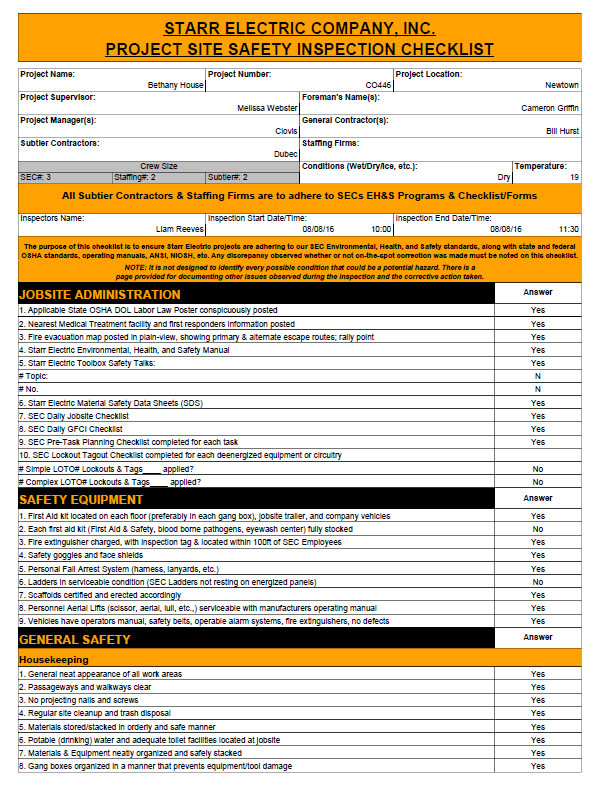 STARR ELECTRIC COMPANY, INC.
PROJECT SITE SAFETY INSPECTION CHECKLIST
Project Name: Project Number: Project Location:
Bethany House CO446 Newtown
Project Supervisor: Foreman's Name(s):
Melissa Webster Cameron Griffin
Project Manager(s): General Contractor(s):
Clovis Bill Hurst
Subtier Contractors: Staffing Firms:
Dubec
Crew Size Conditions (Wet/Dry/Ice, etc.): Temperature:
SEC#: 3 Staffing#: 2 Subtier#: 2 Dry 19
All Subtier Contractors & Staffing Firms are to adhere to SECs EH&S Programs & Checklist/Forms
Inspectors Name: Inspection Start Date/Time: Inspection End Date/Time:
Liam Reeves 08/08/16 10:00 08/08/16 11:30
The purpose of this checklist is to ensure Starr Electric projects are adhering to our SEC Environmental, Health, and Safety standards, along with state and federal
OSHA standards, operating manuals, ANSI, NIOSH, etc. Any discrepancy observed whether or not on-the-spot correction was made must be noted on this checklist.
NOTE: It is not designed to identify every possible condition that could be a potential hazard. There is a
page provided for documenting other issues observed during the inspection and the corrective action taken.
JOBSITE ADMINISTRATION Answer
1. Applicable State OSHA DOL Labor Law Poster conspicuously posted Yes
2. Nearest Medical Treatment facility and first responders information posted Yes
3. Fire evacuation map posted in plain-view, showing primary & alternate escape routes; rally point Yes
4. Starr Electric Environmental, Health, and Safety Manual Yes
5. Starr Electric Toolbox Safety Talks: Yes
# Topic: N
# No. N
6. Starr Electric Material Safety Data Sheets (SDS) Yes
7. SEC Daily Jobsite Checklist Yes
8. SEC Daily GFCI Checklist Yes
9. SEC Pre-Task Planning Checklist completed for each task Yes
10. SEC Lockout Tagout Checklist completed for each deenergized equipment or circuitry
# Simple LOTO# Lockouts & Tags____ applied? No
# Complex LOTO# Lockouts & Tags____ applied? No
SAFETY EQUIPMENT Answer
1. First Aid kit located on each floor (preferably in each gang box), jobsite trailer, and company vehicles Yes
2. Each first aid kit (First Aid & Safety, blood borne pathogens, eyewash center) fully stocked No
3. Fire extinguisher charged, with inspection tag & located within 100ft of SEC Employees Yes
4. Safety goggles and face shields Yes
5. Personal Fall Arrest System (harness, lanyards, etc.) Yes
6. Ladders in serviceable condition (SEC Ladders not resting on energized panels) No
7. Scaffolds certified and erected accordingly Yes
8. Personnel Aerial Lifts (scissor, aerial, lull, etc.,) serviceable with manufacturers operating manual Yes
9. Vehicles have operators manual, safety belts, operable alarm systems, fire extinguishers, no defects Yes
GENERAL SAFETY Answer
Housekeeping
1. General neat appearance of all work areas Yes
2. Passageways and walkways clear Yes
3. No projecting nails and screws Yes
4. Regular site cleanup and trash disposal Yes
5. Materials stored/stacked in orderly and safe manner Yes
6. Potable (drinking) water and adequate toilet facilities located at jobsite Yes
7. Materials & Equipment neatly organized and safely stacked Yes
8. Gang boxes organized in a manner that prevents equipment/tool damage Yes